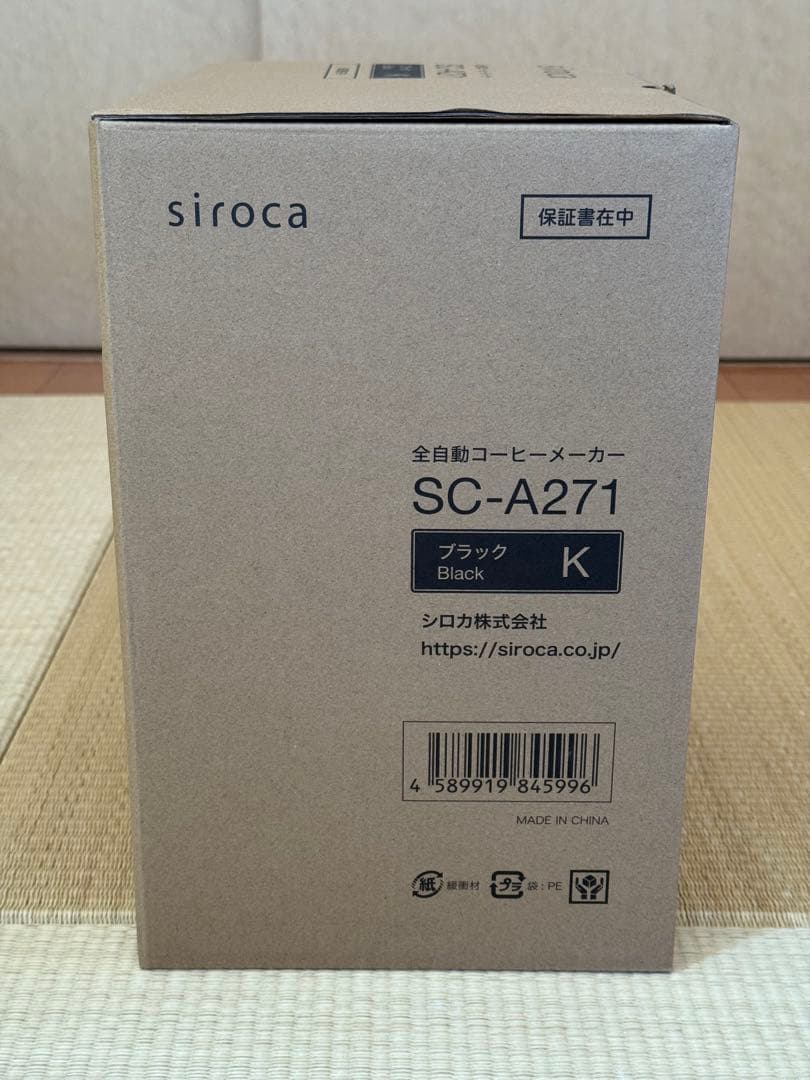 siroca
保証書在中
全自動コーヒーメーカー
SC-A271
ブラック
Black
K
シロカ株式会社
https://siroca.co.jp/
4 589919 845996
MADE IN CHINA
紙 緩衝材 プラ 袋:PE